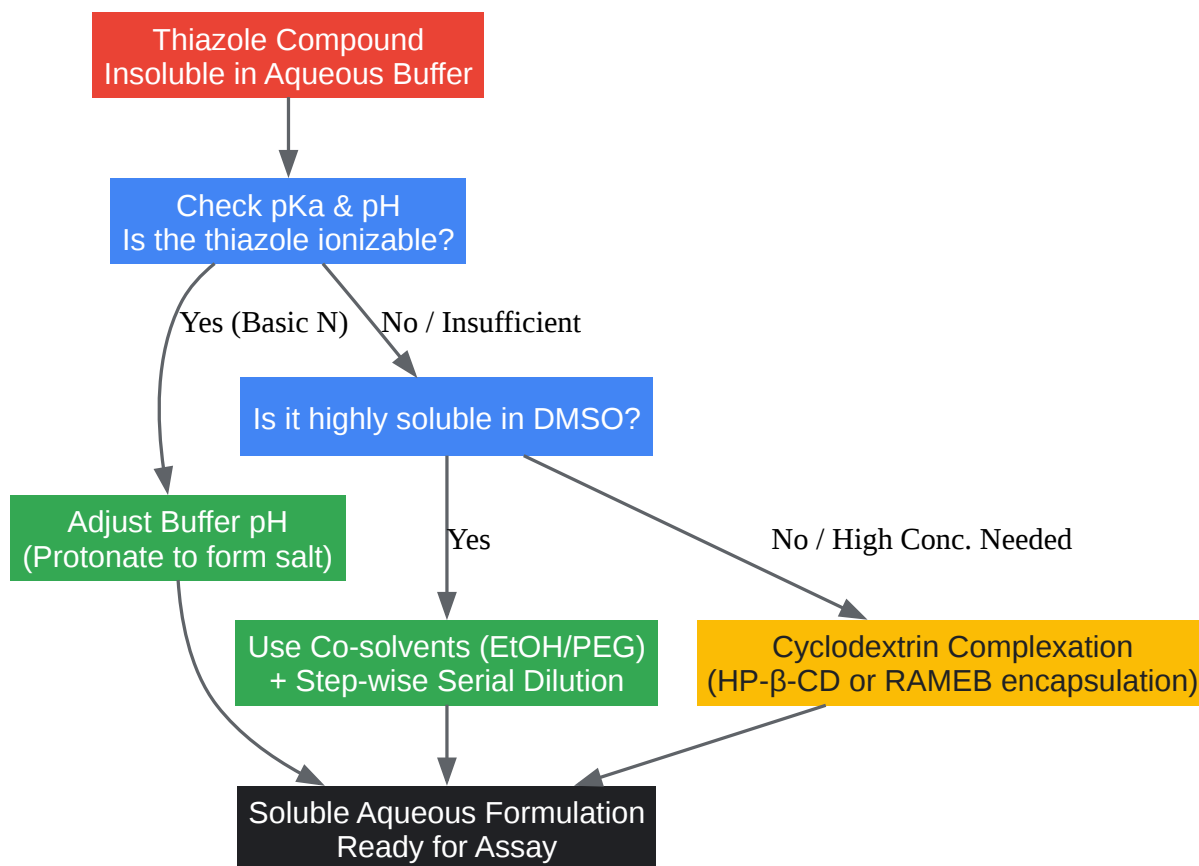 Thiazole Compound
Insoluble in Aqueous Buffer
Check pKa & pH
Is the thiazole ionizable?
Yes (Basic N)
No / Insufficient
Is it highly soluble in DMSO?
Adjust Buffer pH
(Protonate to form salt)
Yes
No / High Conc. Needed
Use Co-solvents (EtOH/PEG)
+ Step-wise Serial Dilution
Cyclodextrin Complexation
(HP-β-CD or RAMEB encapsulation)
Soluble Aqueous Formulation
Ready for Assay